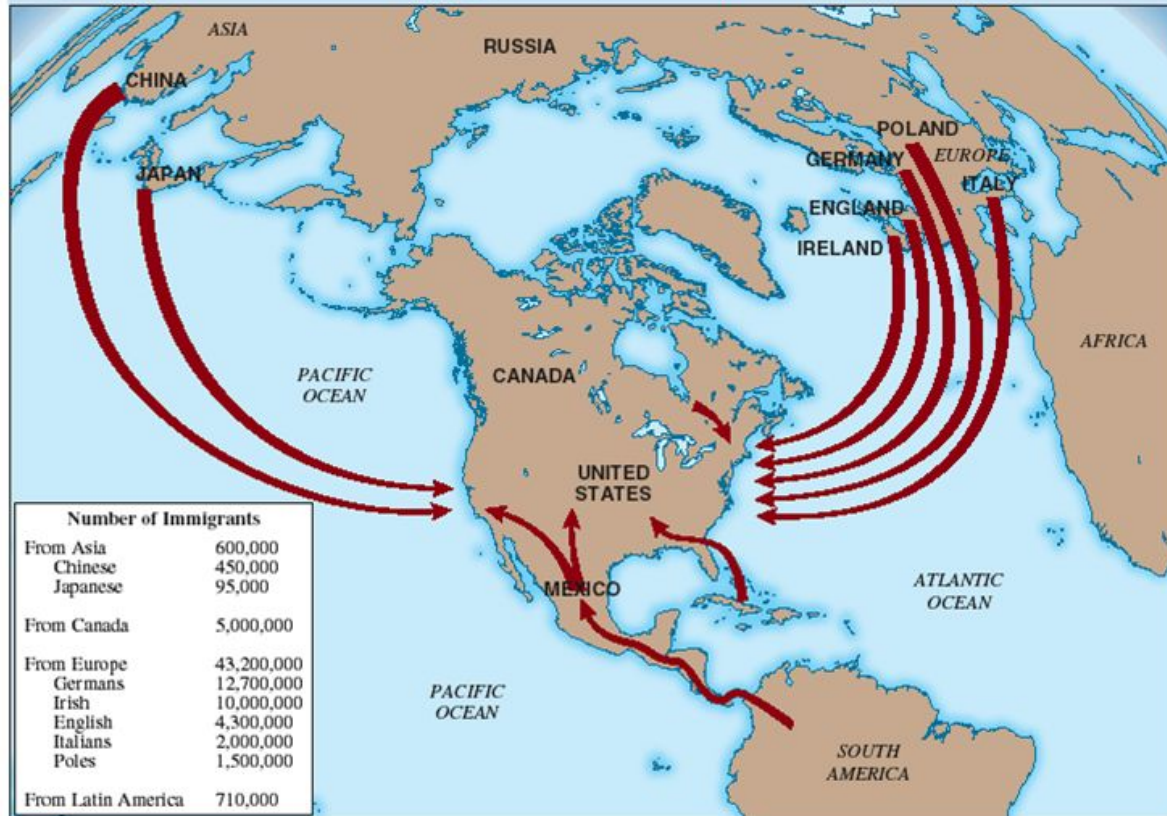 ASIA
RUSSIA
CHINA
POLAND
GERMANY
EUROPE
JAPAN
ITALY
ENGLAND
IRELAND
AFRICA
PACIFIC
OCEAN
CANADA
UNITED
STATES
MEXICO
ATLANTIC
OCEAN
PACIFIC
OCEAN
SOUTH
AMERICA
Number of Immigrants
From Asia 600,000
Chinese 450,000
Japanese 95,000
From Canada 5,000,000
From Europe 43,200,000
Germans 12,700,000
Irish 10,000,000
English 4,300,000
Italians 2,000,000
Poles 1,500,000
From Latin America 710,000